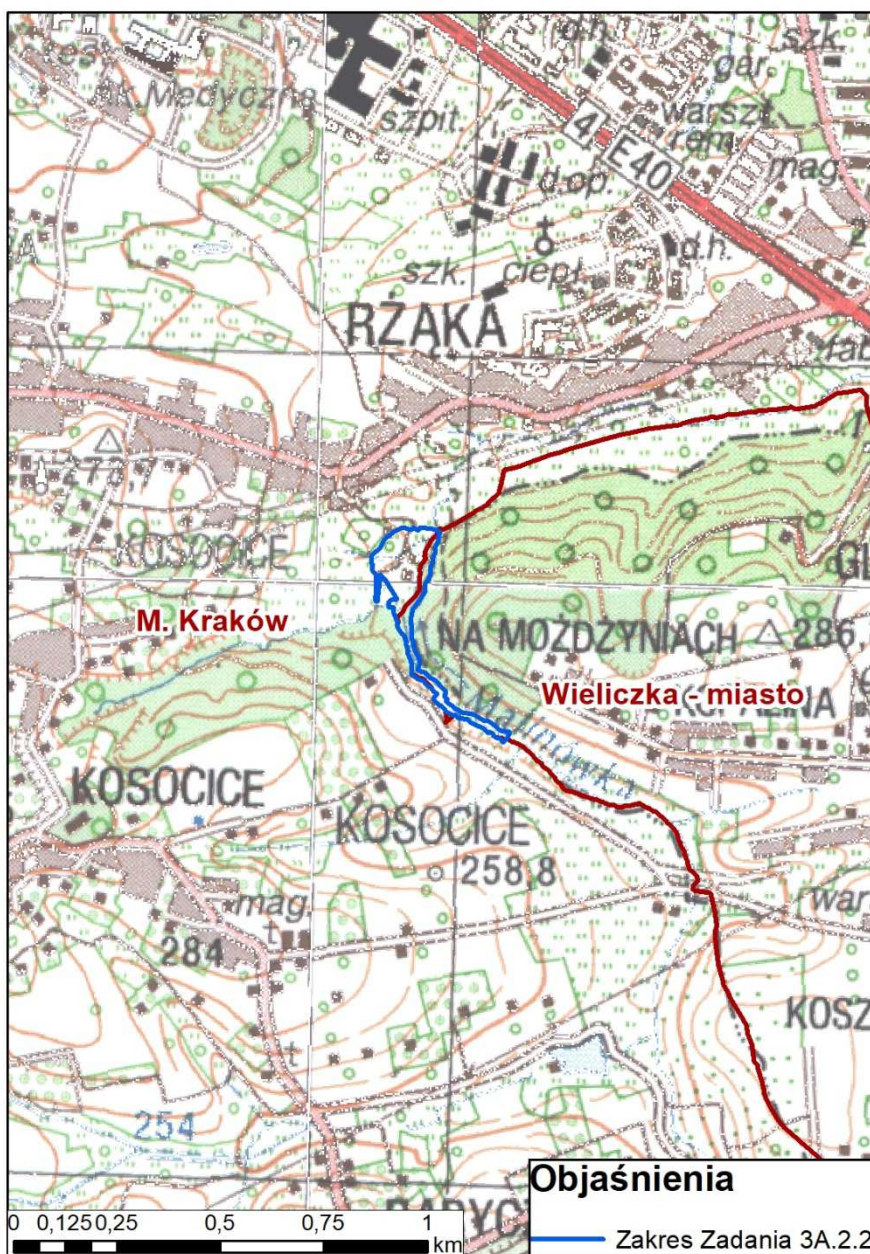 szk.
d.h.
gar.
Medyczna
szpit.
4
E40
warszt.
rem.
mag.
d.op.
szk.
ciepł.
d.h.
RŻĄKA
KOSOCICE
M. Kraków
NA MOŻDŻYNIACH
286,
Wieliczka - miasto
Malinówka
KOSOCICE
KOSOCICE
258,8
mag.
284
KOSZ
254
Objaśnienia
0 0,125 0,25 0,5 0,75 1
km
Zakres Zadania 3A.2.2